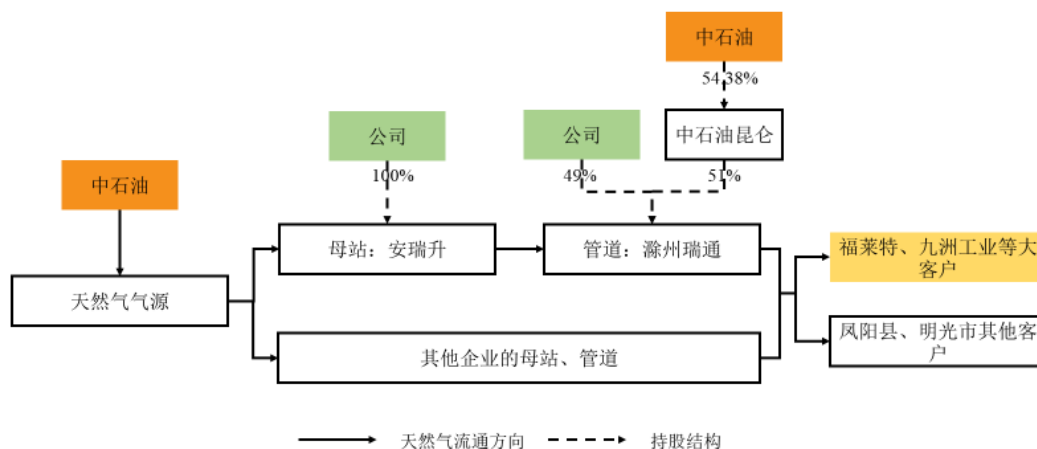 中石油
54.38%
公司
公司
中石油昆仑
中石油
100%
49%
51%
母站：安瑞升
管道：滁州瑞通
福莱特、九洲工业等大
客户
天然气气源
凤阳县、明光市其他客
户
其他企业的母站、管道
天然气流通方向
持股结构